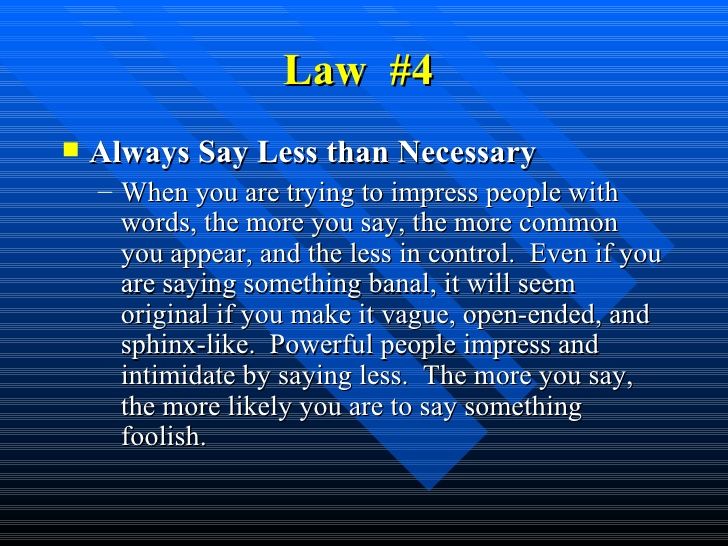 Law #4
Always Say Less than Necessary
– When you are trying to impress people with
words, the more you say, the more common
you appear, and the less in control. Even if you
are saying something banal, it will seem
original if you make it vague, open-ended, and
sphinx-like. Powerful people impress and
intimidate by saying less. The more you say,
the more likely you are to say something
foolish.